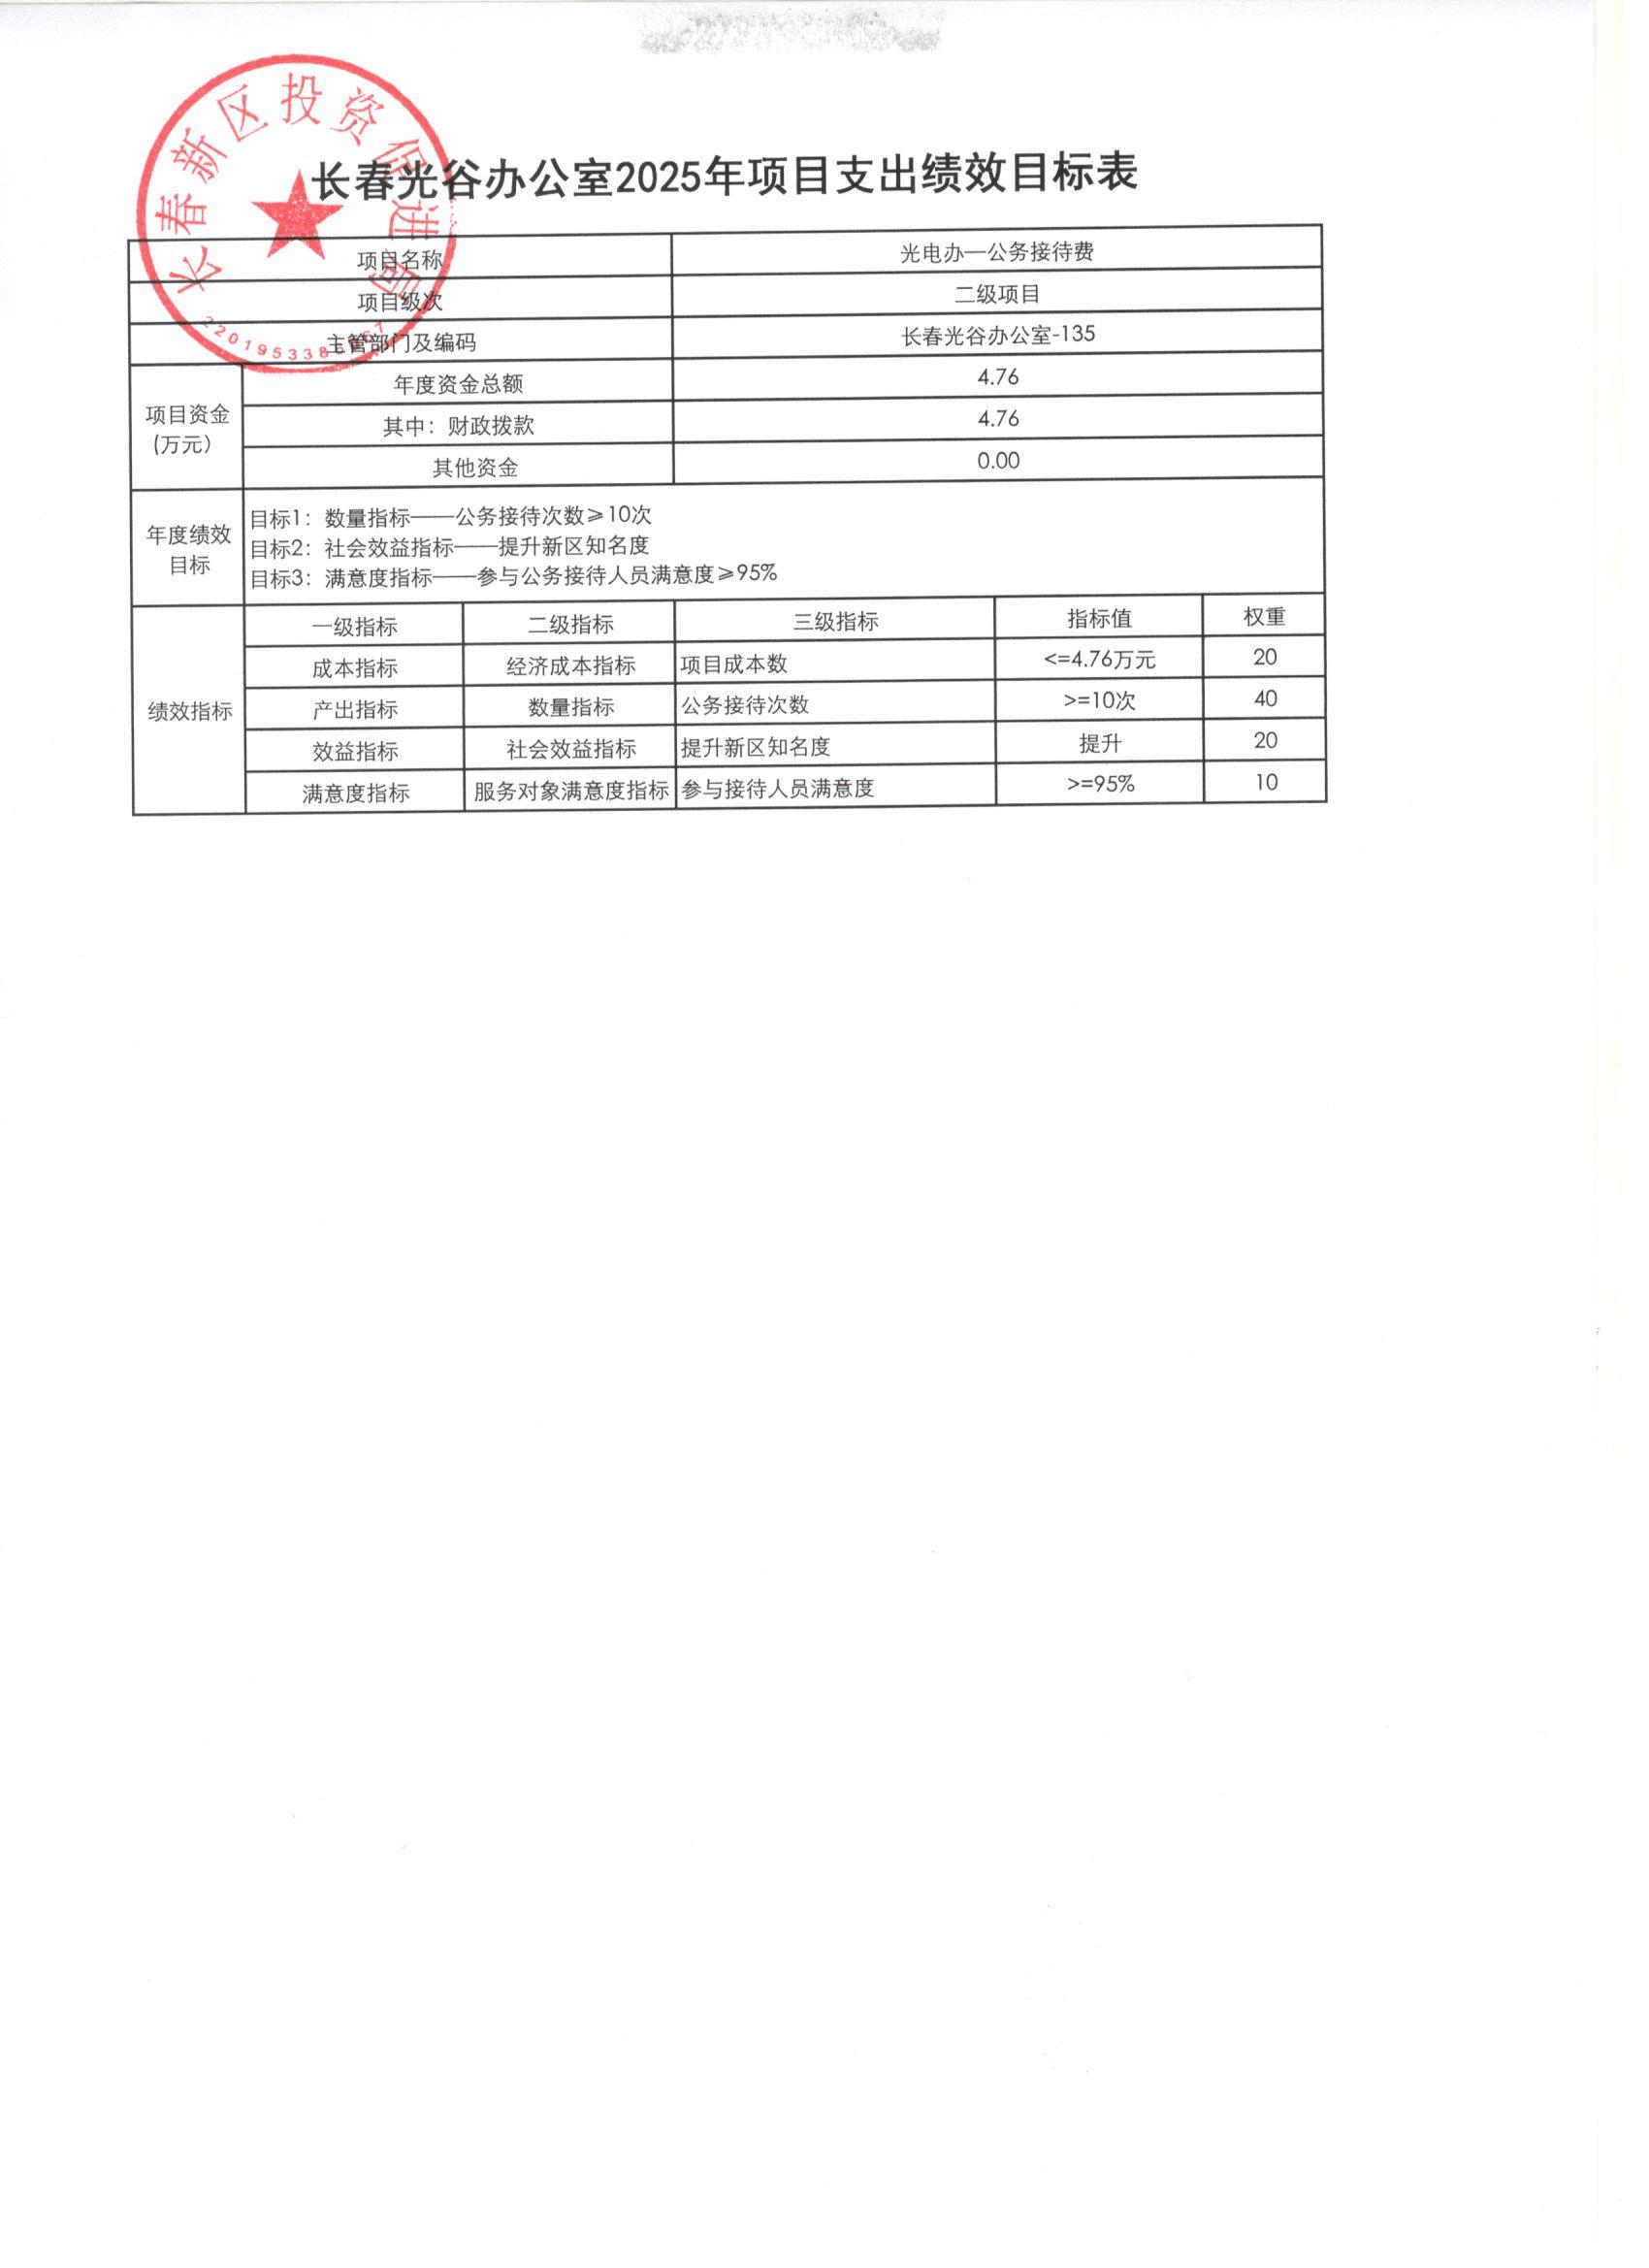 长春新区投资促进局
长春光谷办公室2025年项目支出绩效目标表
项目名称 光电办—公务接待费
项目级次 二级项目
主管部门及编码 长春光谷办公室-135
项目资金
(万元)
年度资金总额 4.76
其中：财政拨款 4.76
其他资金 0.00
年度绩效
目标
目标1：数量指标——公务接待次数≥10次
目标2：社会效益指标——提升新区知名度
目标3：满意度指标——参与公务接待人员满意度≥95%
绩效指标
一级指标 二级指标 三级指标 指标值 权重
成本指标 经济成本指标 项目成本数 <=4.76万元 20
产出指标 数量指标 公务接待次数 >=10次 40
效益指标 社会效益指标 提升新区知名度 提升 20
满意度指标 服务对象满意度指标 参与接待人员满意度 >=95% 10